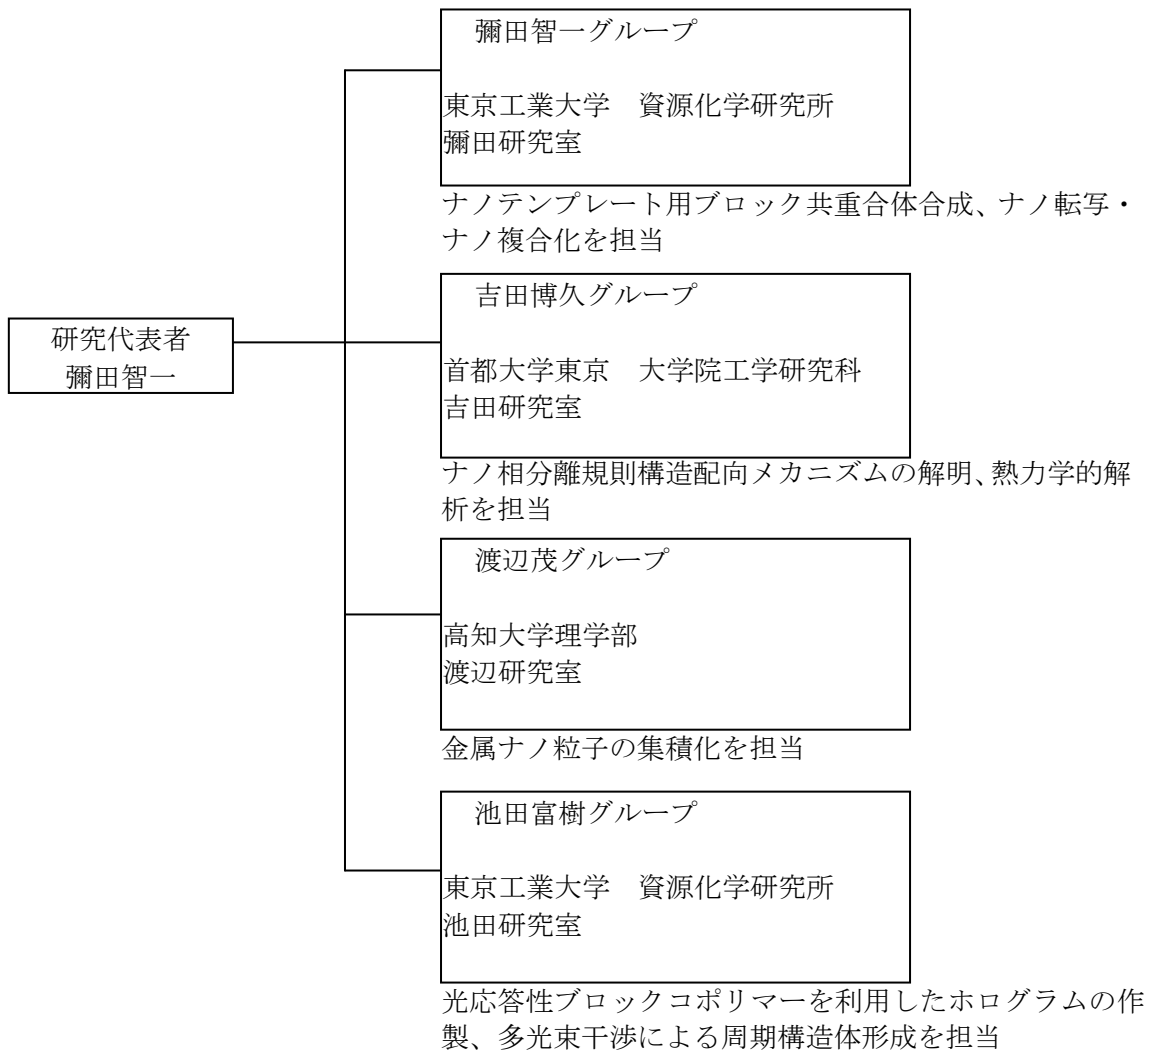 彌田智一グループ
東京工業大学　資源化学研究所
彌田研究室
ナノテンプレート用ブロック共重合体合成、ナノ転写・
ナノ複合化を担当
研究代表者
彌田智一
吉田博久グループ
首都大学東京　大学院工学研究科
吉田研究室
ナノ相分離規則構造配向メカニズムの解明、熱力学的解
析を担当
渡辺茂グループ
高知大学理学部
渡辺研究室
金属ナノ粒子の集積化を担当
池田富樹グループ
東京工業大学　資源化学研究所
池田研究室
光応答性ブロックコポリマーを利用したホログラムの作
製、多光束干渉による周期構造体形成を担当